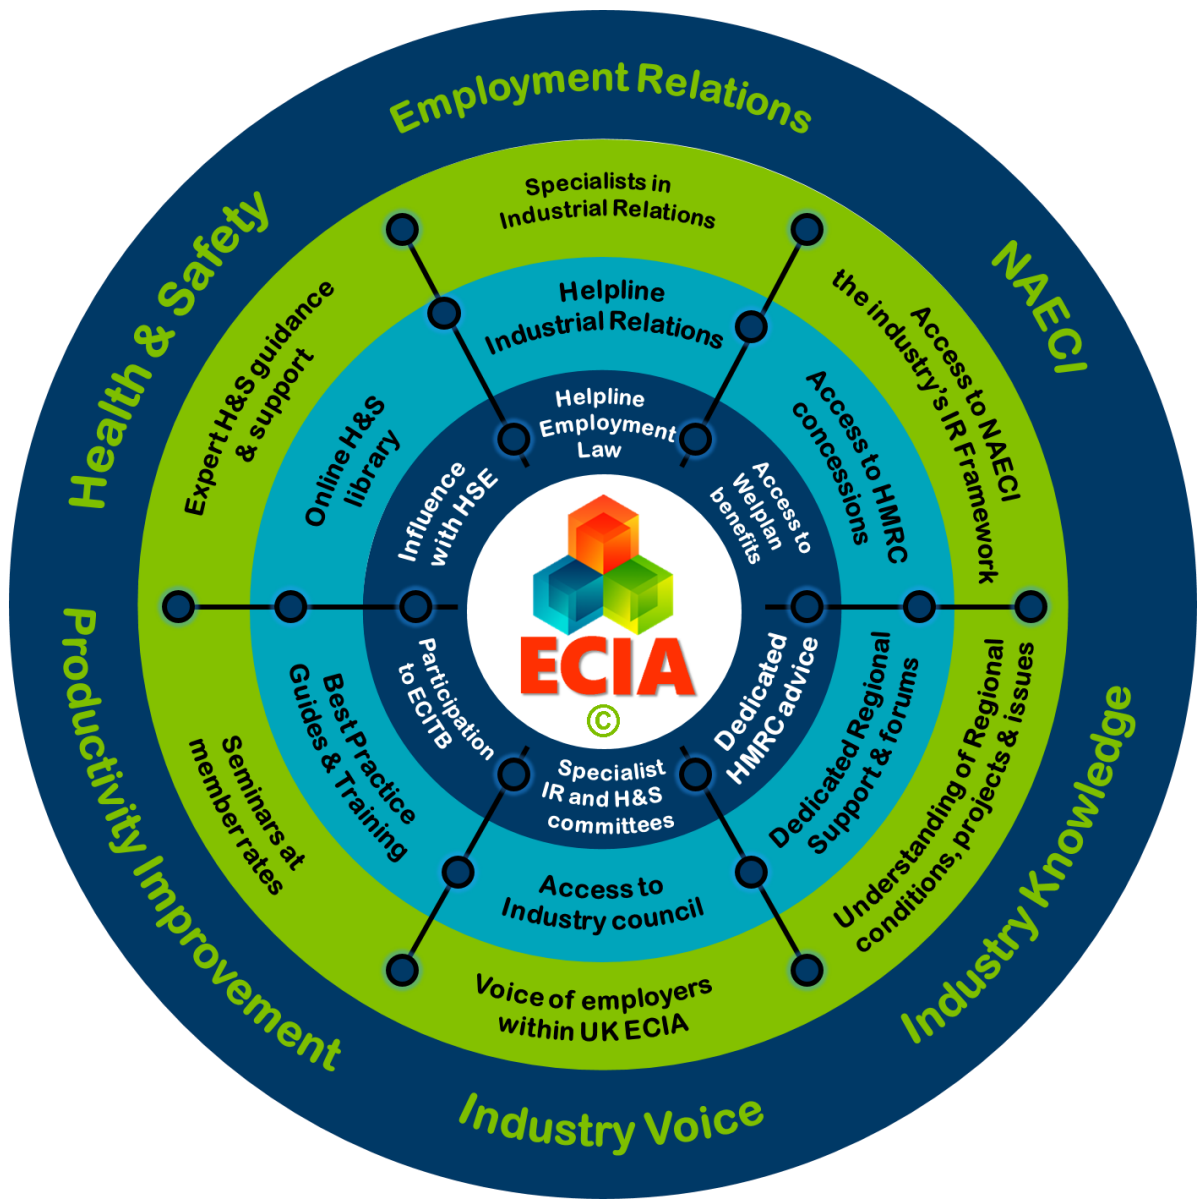 Employment Relations
Specialists in
Industrial Relations
Helpline
Industrial Relations
Helpline
Employment
Law
NAECI
Access to NAECI
the industry's IR Framework
Access to HMRC
concessions
Access to
Welplan
benefits
Industry Knowledge
Understanding of Regional
conditions, projects & issues
Dedicated Regional
Support & forums
Dedicated
HMRC advice
Industry Voice
Voice of employers
within UK ECIA
Access to
Industry council
Specialist
IR and H&S
committees
Productivity Improvement
Seminars at
member rates
Best Practice
Guides & Training
Participation
to ECITB
Health & Safety
Expert H&S guidance
& support
Online H&S
library
Influence
with HSE
ECIA
©